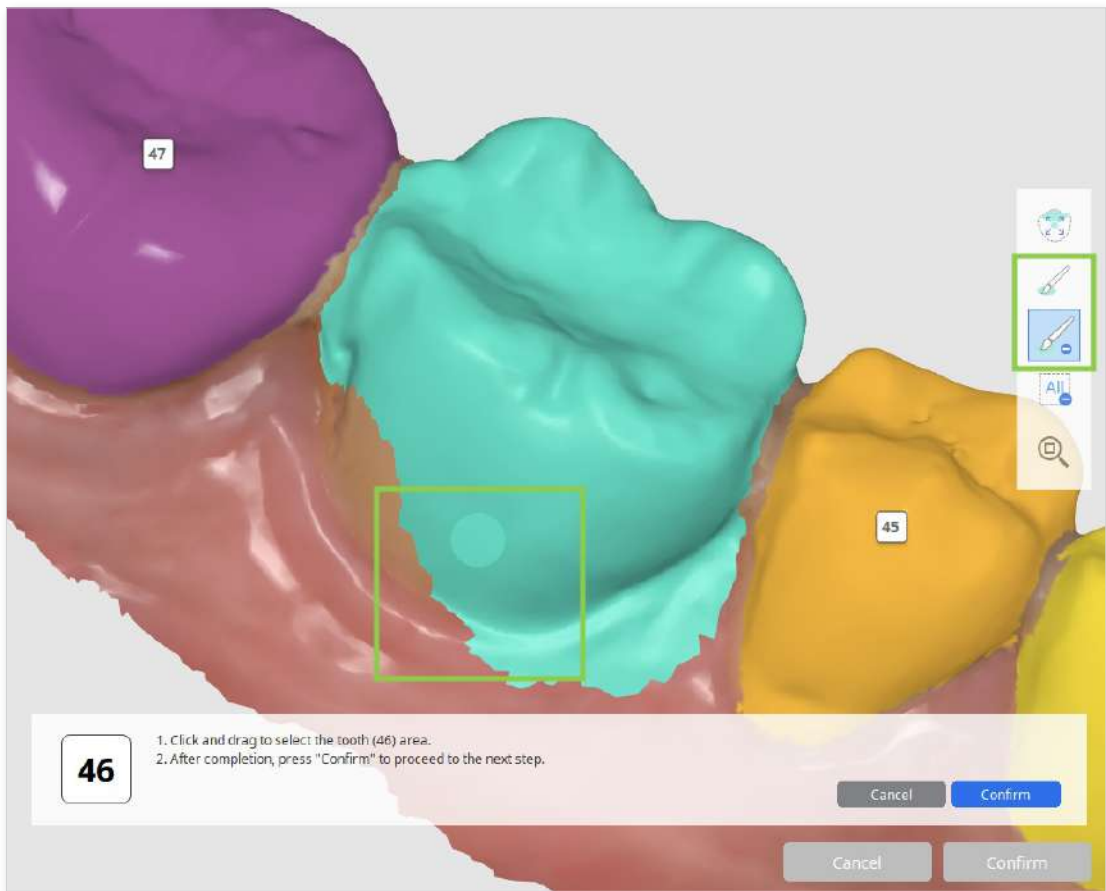 47
All
45
46
1. Click and drag to select the tooth (46) area.
2. After completion, press "Confirm" to proceed to the next step.
Cancel
Confirm
Cancel
Confirm